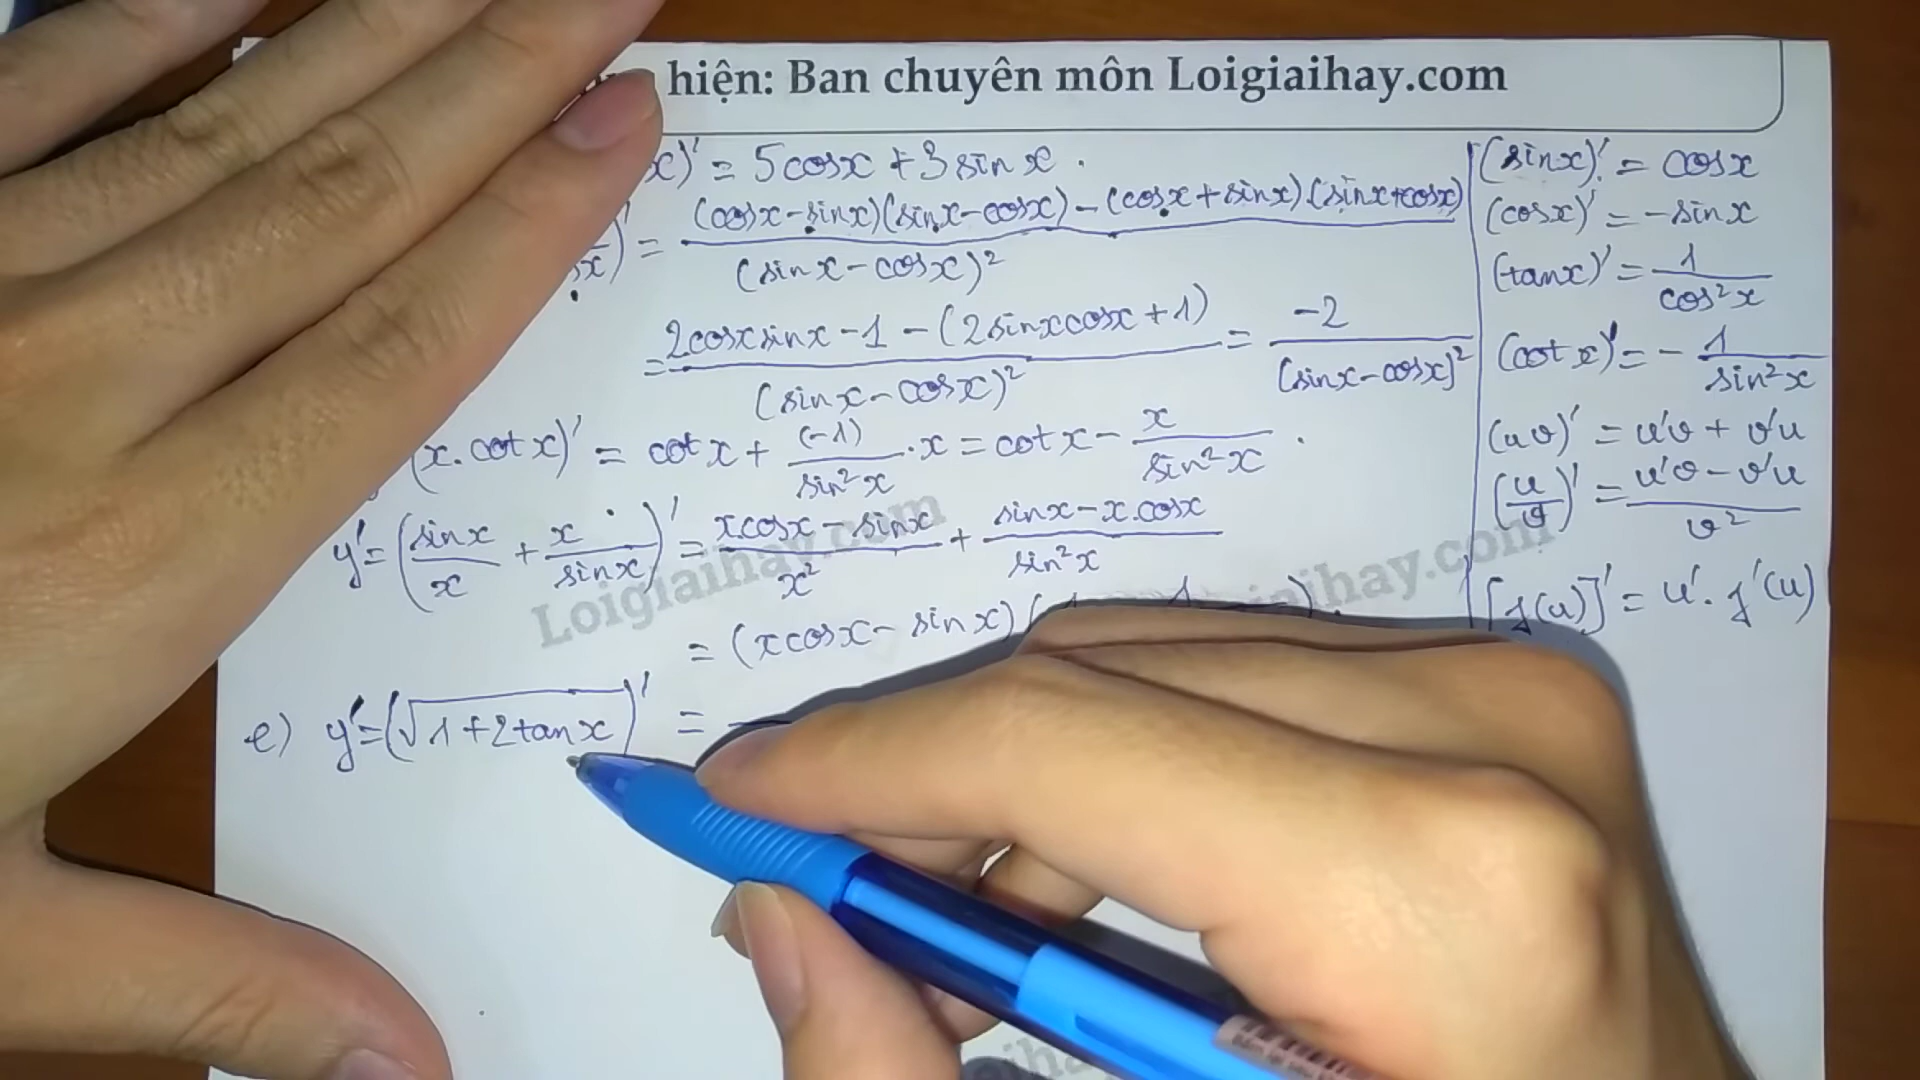 hiện: Ban chuyên môn Loigiaihay.com
x)' = 5cosx + 3sinx.
)' = (cosx - sinx)(sinx - cosx) - (cosx + sinx).(sinx + cosx) / (sinx - cosx)²
= 2cosxsinx - 1 - (2sinxcosx + 1) / (sinx - cosx)² = -2 / (sinx - cosx)²
(x.cotx)' = cotx + (-1)/sin²x . x = cotx - x/sin²x .
y' = (sinx/x + x/sinx)' = xcosx - sinx / x² + sinx - x.cosx / sin²x
= (xcosx - sinx)(
e) y' = (√1+2tanx)' =
(sinx)' = cosx
(cosx)' = -sinx
(tanx)' = 1/cos²x
(cotx)' = - 1/sin²x
(uv)' = u'v + v'u
(u/v)' = u'v - v'u / v²
[f(u)]' = u'.f'(u)
Loigiaihay.com
iaihay.com